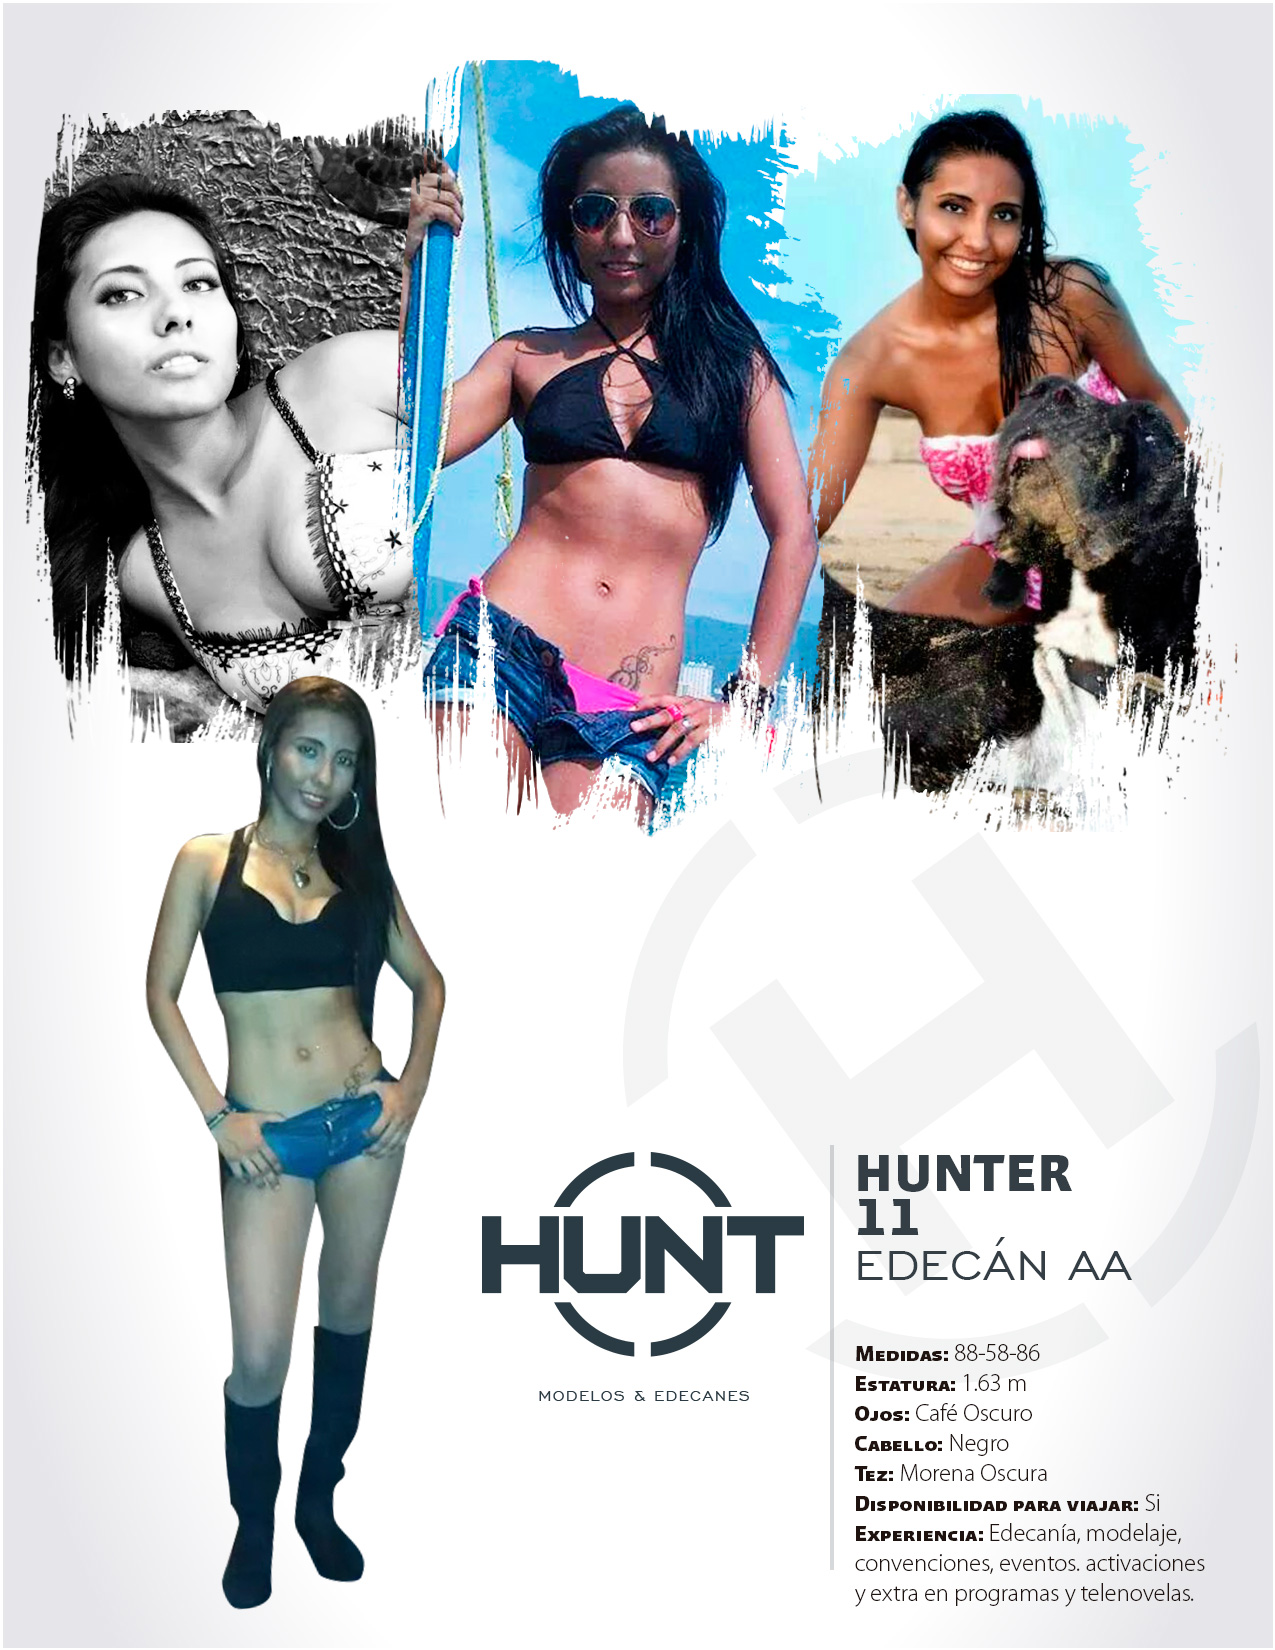 HUNT
MODELOS & EDECANES
HUNTER
11
EDECÁN AA
MEDIDAS: 88-58-86
ESTATURA: 1.63 m
OJOS: Café Oscuro
CABELLO: Negro
TEZ: Morena Oscura
DISPONIBILIDAD PARA VIAJAR: Si
EXPERIENCIA: Edecanía, modelaje,
convenciones, eventos. activaciones
y extra en programas y telenovelas.